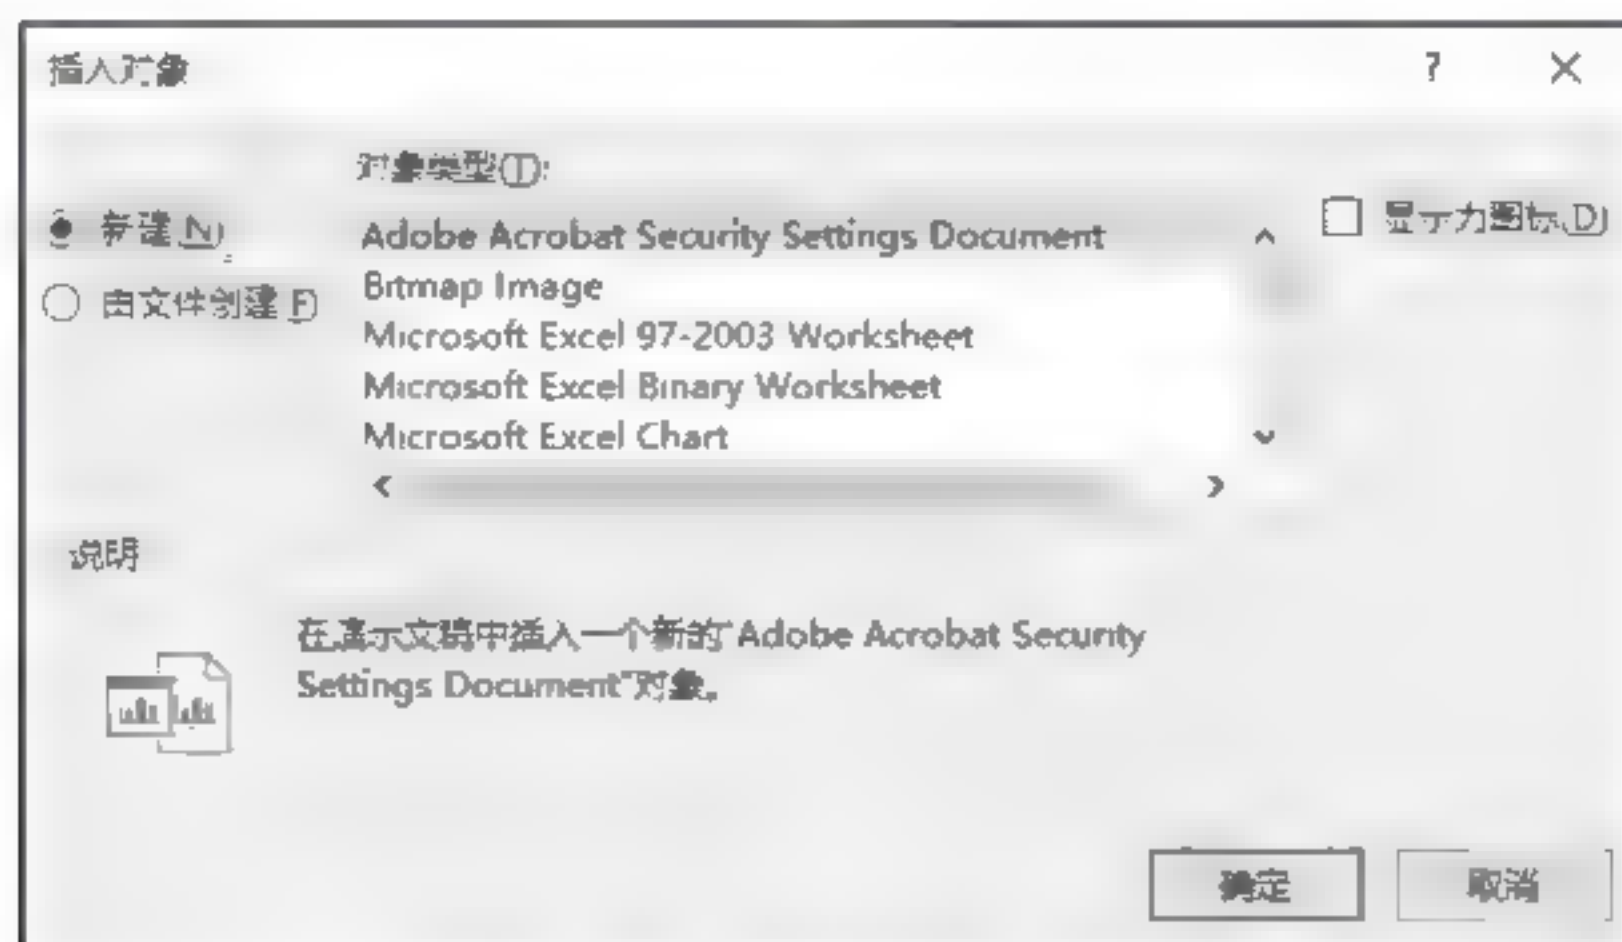 插入对象 ? ×
对象类型(T):
新建(N)
由文件创建(F)
Adobe Acrobat Security Settings Document
Bitmap Image
Microsoft Excel 97-2003 Worksheet
Microsoft Excel Binary Worksheet
Microsoft Excel Chart
显示为图标(D)
说明
在演示文稿中插入一个新的"Adobe Acrobat Security
Settings Document"对象。
确定
取消